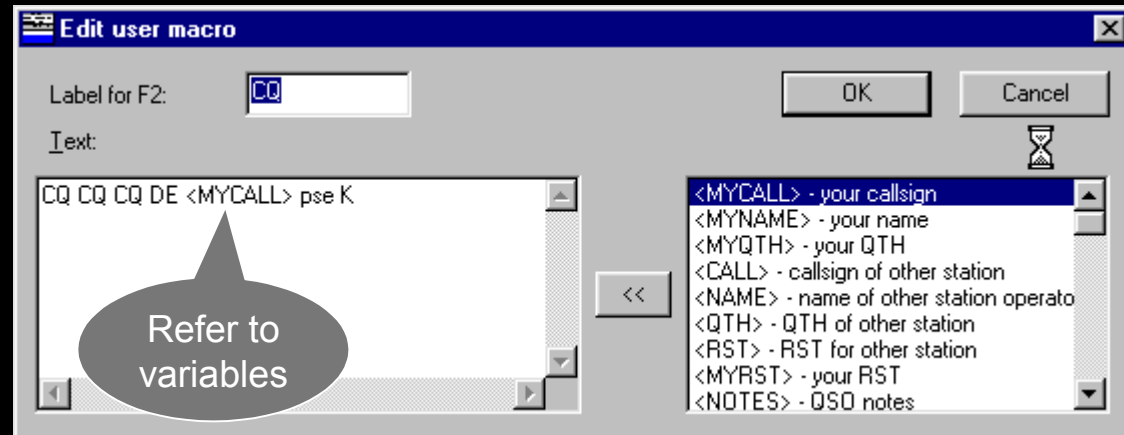 Edit user macro
Label for F2:
CQ
OK
Cancel
Text:
CQ CQ CQ DE <MYCALL> pse K
Refer to
variables
<<
<MYCALL> - your callsign
<MYNAME> - your name
<MYQTH> - your QTH
<CALL> - callsign of other station
<NAME> - name of other station operato
<QTH> - QTH of other station
<RST> - RST for other station
<MYRST> - your RST
<NOTES> - QSO notes